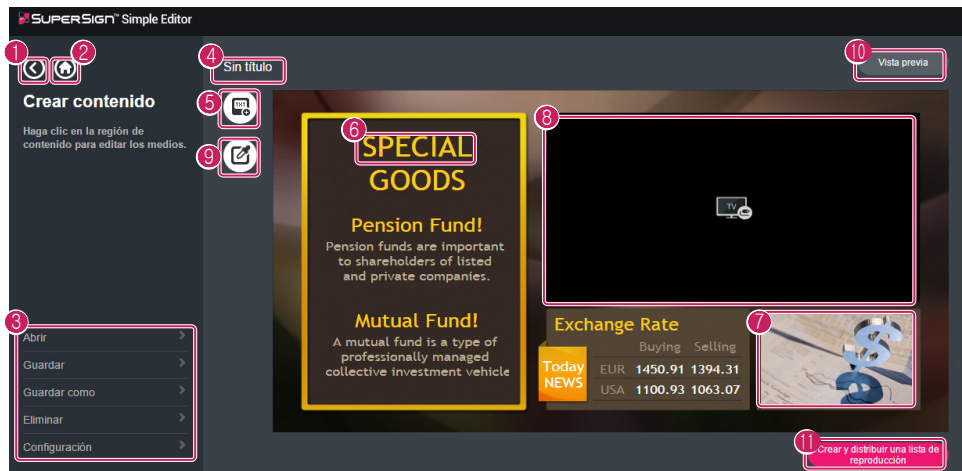 SUPERSIGN™ Simple Editor
1
2
Crear contenido
Haga clic en la región de
contenido para editar los medios.
3
Abrir
Guardar
Guardar como
Eliminar
Configuración
4
Sin título
10
Vista previa
5
TXT
9
6
SPECIAL
GOODS
Pension Fund!
Pension funds are important
to shareholders of listed
and private companies.
Mutual Fund!
A mutual fund is a type of
professionally managed
collective investment vehicle
8
TV
Exchange Rate
Buying Selling
Today
NEWS
EUR 1450.91 1394.31
USA 1100.93 1063.07
7
11
Crear y distribuir una lista de
reproducción